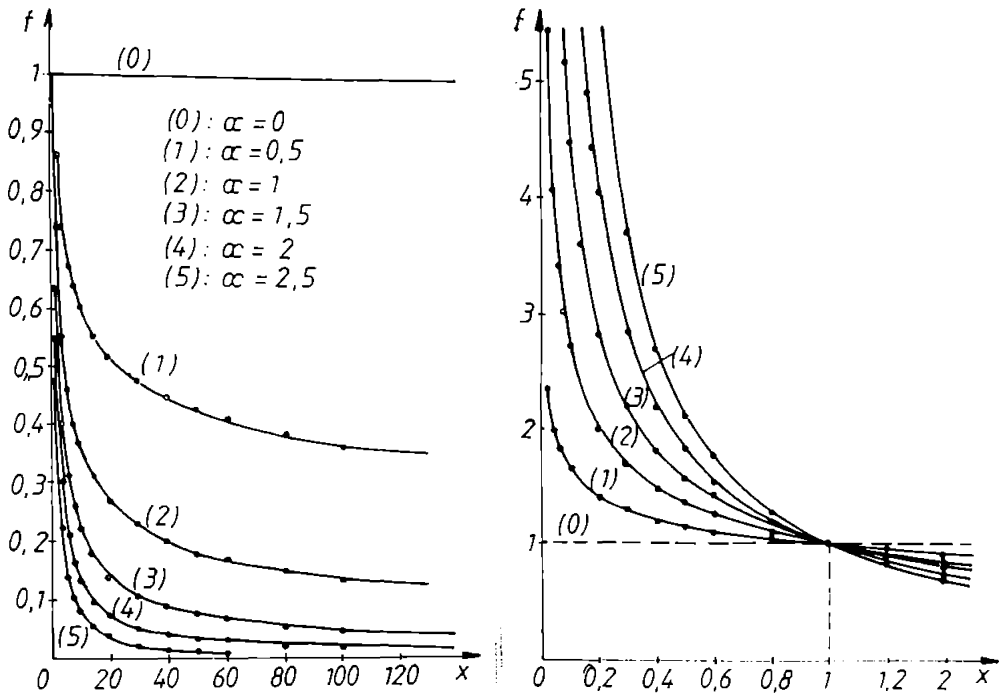 f
(0)
1
(0): α = 0
(1): α = 0,5
(2): α = 1
(3): α = 1,5
(4): α = 2
(5): α = 2,5
0,9
0,8
0,7
0,6
0,5
0,4
0,3
0,2
0,1
0
(1)
(2)
(3)
(4)
(5)
0 10 20 40 60 80 100 120 x
f
5
4
3
2
1
0
(5)
(4)
(3)
(2)
(1)
(0)
0 0,2 0,4 0,6 0,8 1 1,2 2 x